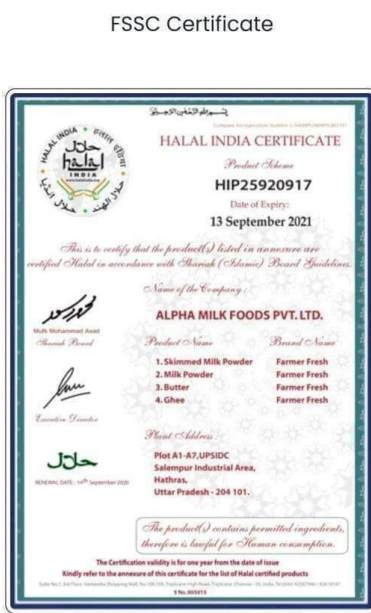 FSSC Certificate
HALAL INDIA
حلال
halal
INDIA
HALAL INDIA CERTIFICATE
Product Scheme
HIP25920917
Date of Expiry:
13 September 2021
This is to certify that the product(s) listed in annexure are
certified Halal in accordance with Shariah (Islamic) Board Guidelines.
Name of the Company :
ALPHA MILK FOODS PVT. LTD.
Mufti Mohammad Asad
Shariah Board
Product Name Brand Name
1. Skimmed Milk Powder Farmer Fresh
2. Milk Powder Farmer Fresh
3. Butter Farmer Fresh
4. Ghee Farmer Fresh
Executive Director
Plant Address :
Plot A1-A7,UPSIDC
Salempur Industrial Area,
Hathras,
Uttar Pradesh - 204 101.
حلال
RENEWAL DATE : 14th September 2020
The product(s) contains permitted ingredients,
therefore is lawful for Human consumption.
The Certification validity is for one year from the date of issue
Kindly refer to the annexure of this certificate for the list of Halal certified products